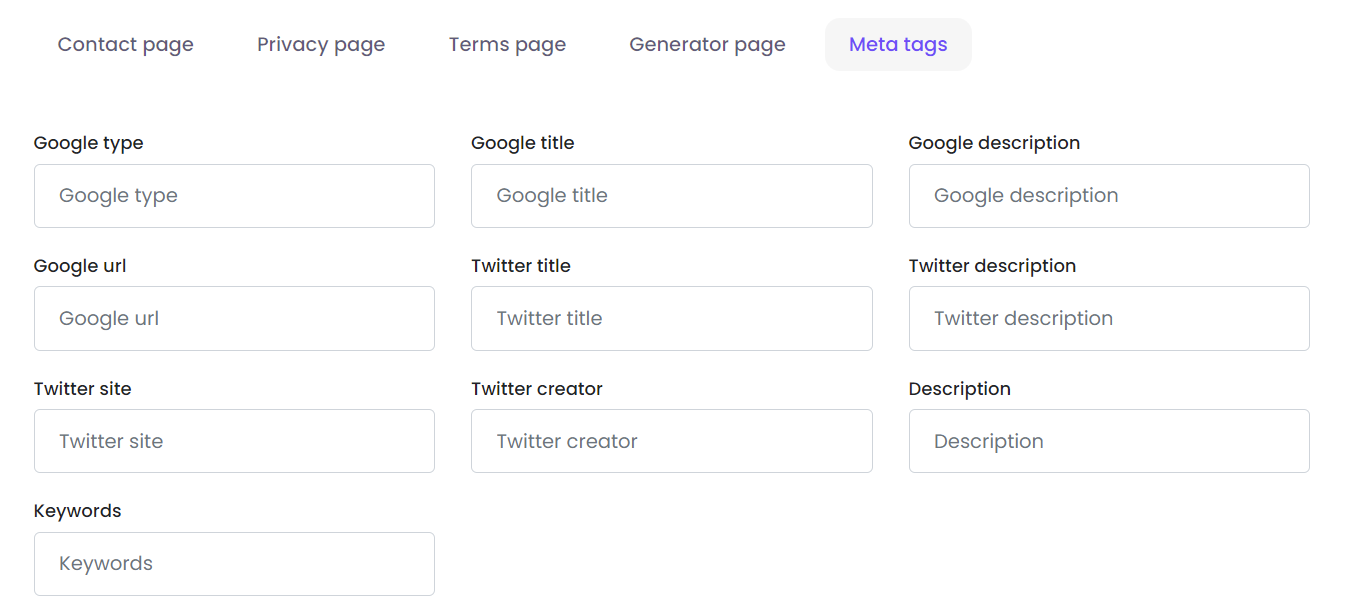 Contact page Privacy page Terms page Generator page Meta tags
Google type Google title Google description
Google type Google title Google description
Google url Twitter title Twitter description
Google url Twitter title Twitter description
Twitter site Twitter creator Description
Twitter site Twitter creator Description
Keywords
Keywords